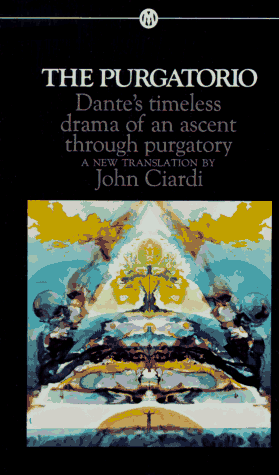 THE PURGATORIO
Dante's timeless
drama of an ascent
through purgatory
A NEW TRANSLATION BY
John Ciardi